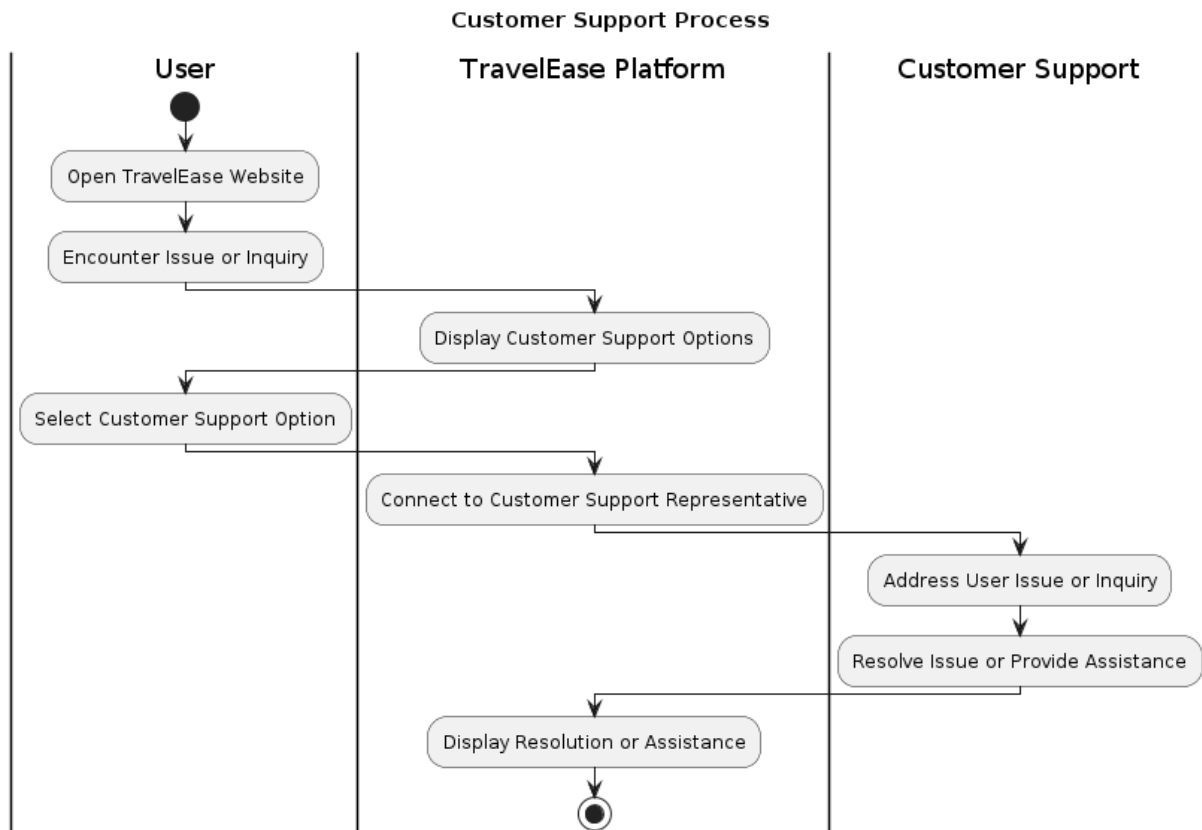 Customer Support Process
User
TravelEase Platform
Customer Support
Open TravelEase Website
Encounter Issue or Inquiry
Display Customer Support Options
Select Customer Support Option
Connect to Customer Support Representative
Address User Issue or Inquiry
Resolve Issue or Provide Assistance
Display Resolution or Assistance